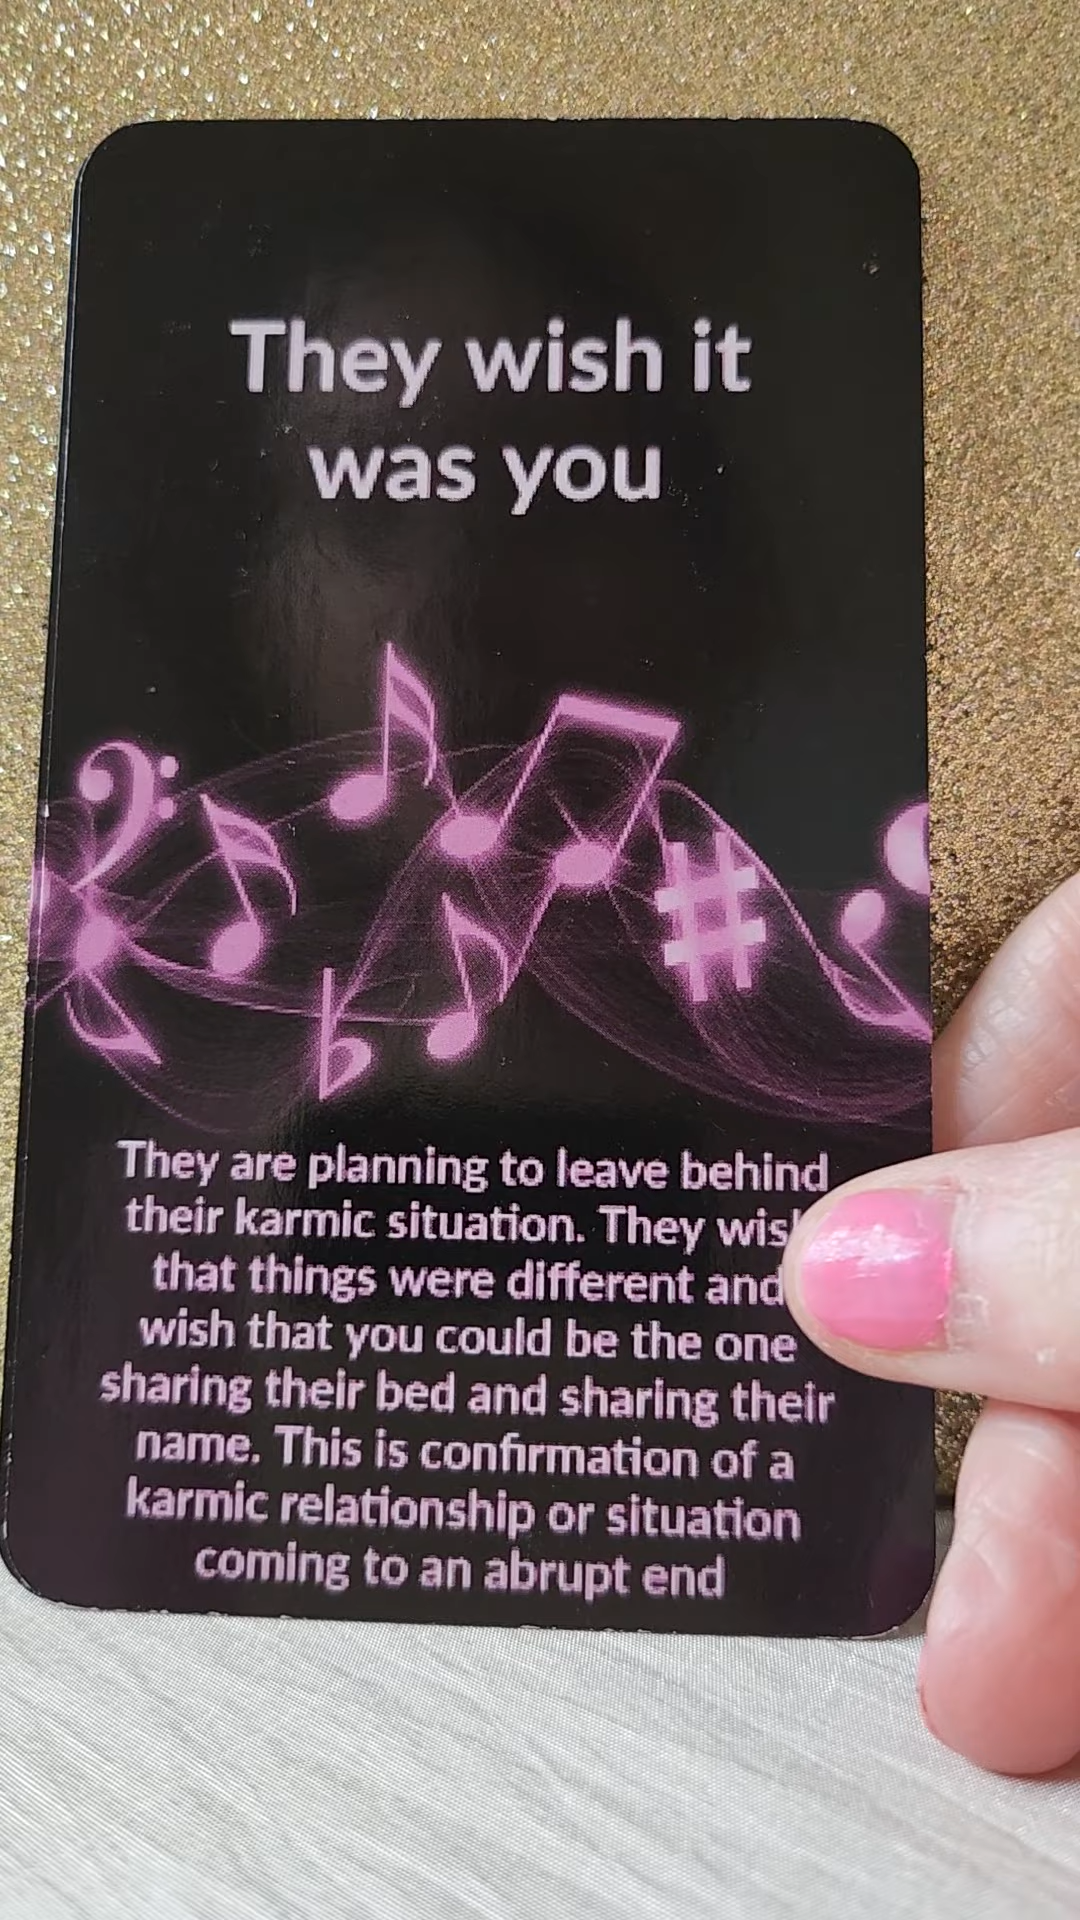 They wish it
was you
They are planning to leave behind
their karmic situation. They wish
that things were different and
wish that you could be the one
sharing their bed and sharing their
name. This is confirmation of a
karmic relationship or situation
coming to an abrupt end